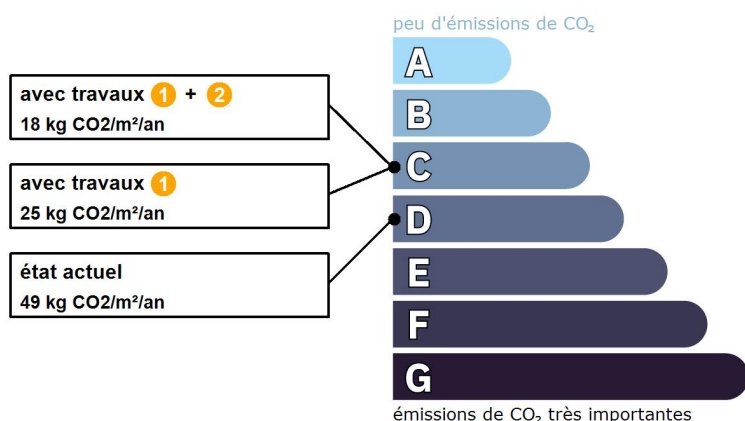 peu d'émissions de CO₂
A
avec travaux 1 + 2
18 kg CO2/m²/an
B
C
avec travaux 1
25 kg CO2/m²/an
D
état actuel
49 kg CO2/m²/an
E
F
G
émissions de CO₂ très importantes